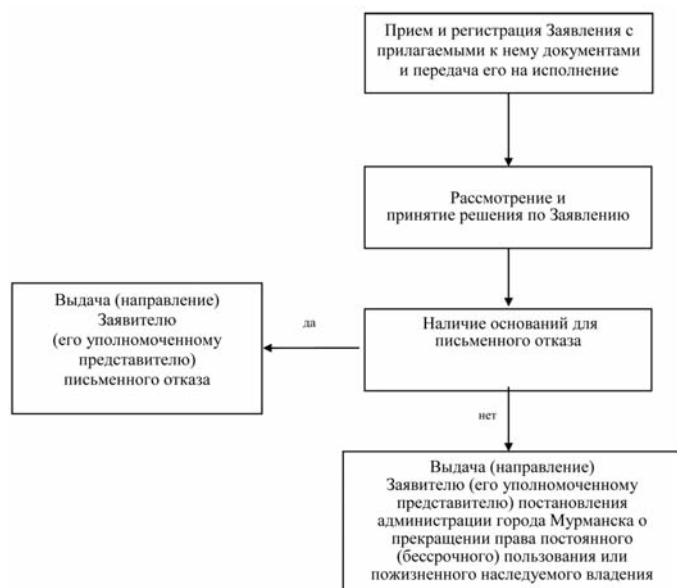 Прием и регистрация Заявления с
прилагаемыми к нему документами
и передача его на исполнение
Рассмотрение и
принятие решения по Заявлению
Выдача (направление)
Заявителю
(его уполномоченному
представителю)
письменного отказа
да
Наличие оснований для
письменного отказа
нет
Выдача (направление)
Заявителю (его уполномоченному
представителю) постановления
администрации города Мурманска о
прекращении права постоянного
(бессрочного) пользования или
пожизненного наследуемого владения